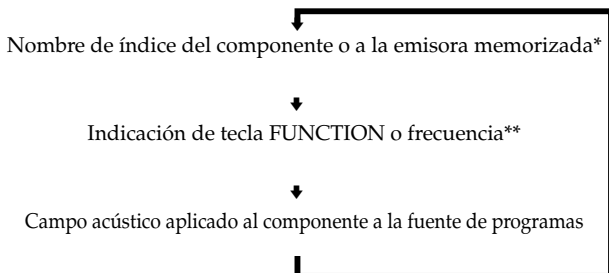 Nombre de índice del componente o a la emisora memorizada*
Indicación de tecla FUNCTION o frecuencia**
Campo acústico aplicado al componente a la fuente de programas